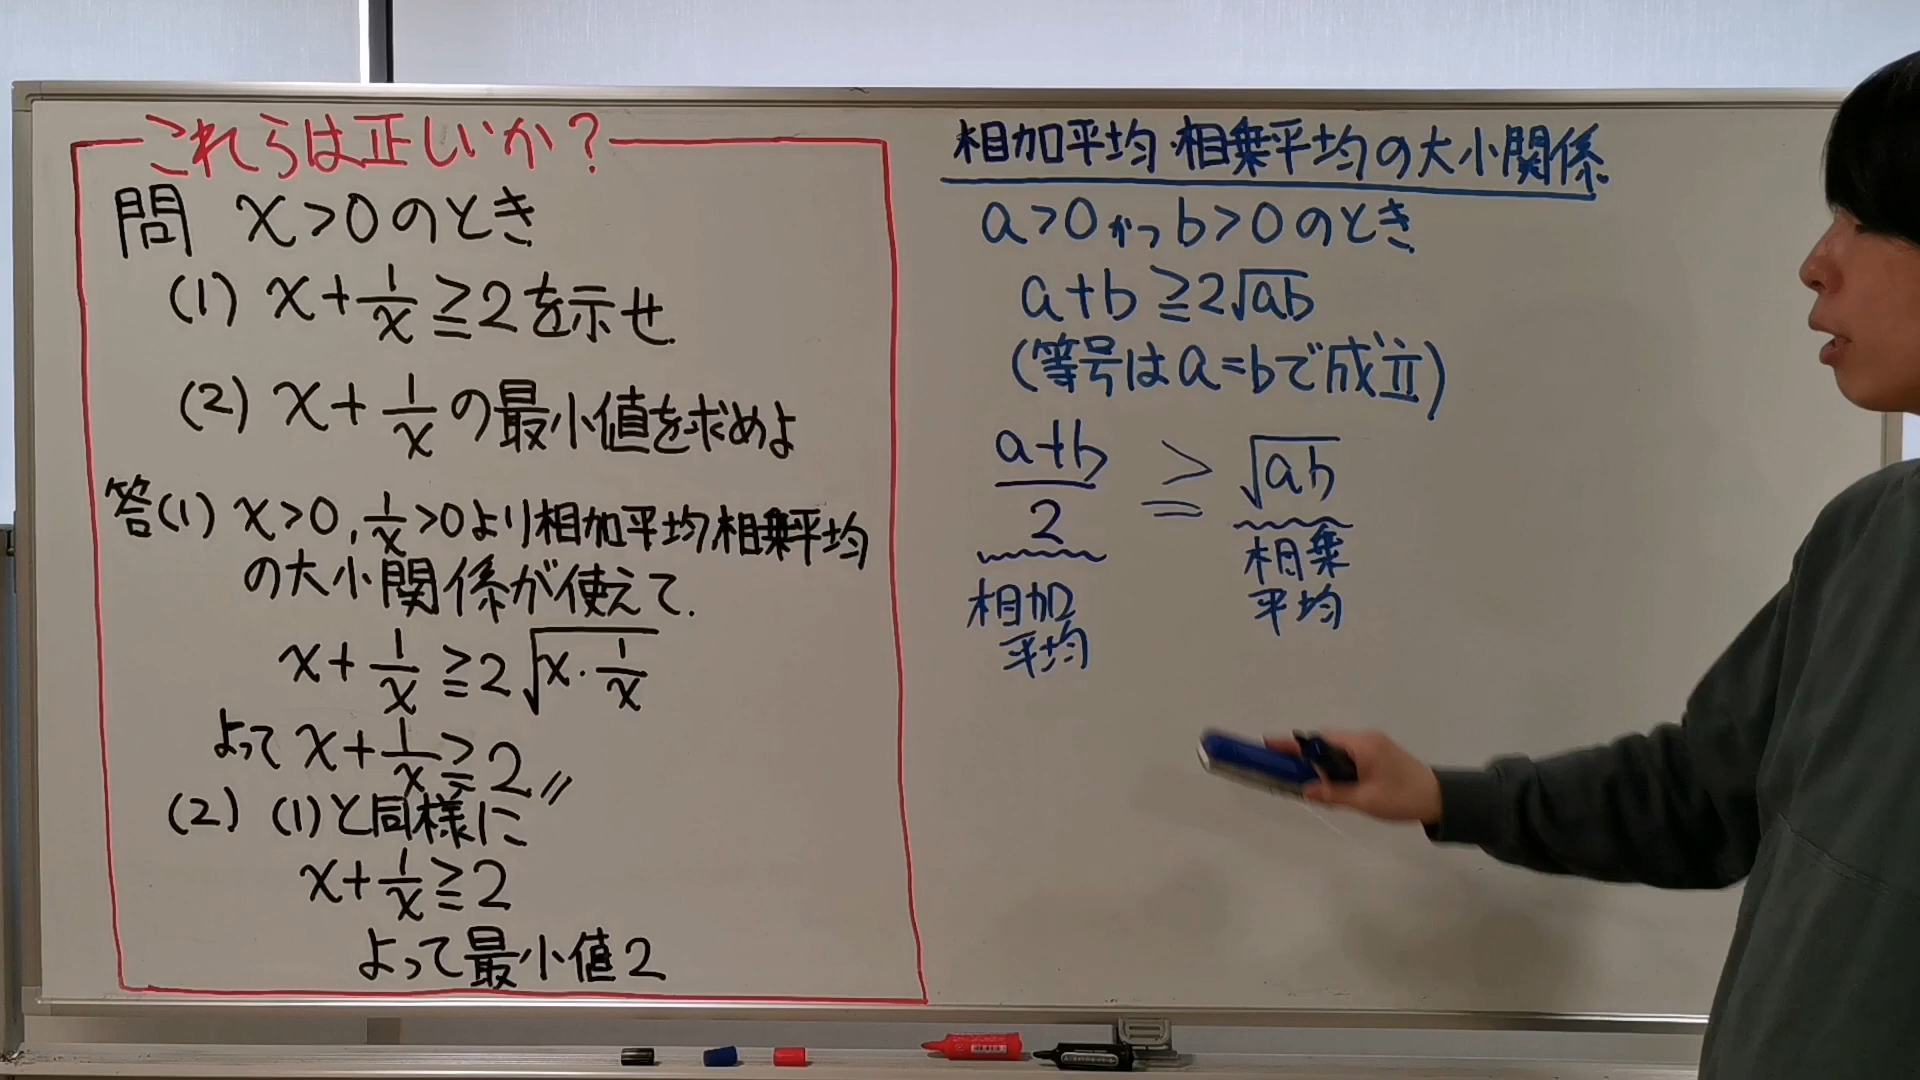 これらは正しいか?
問 x>0のとき
(1) x+1/x≧2を示せ
(2) x+1/xの最小値を求めよ
答(1) x>0, 1/x>0より相加平均相乗平均
の大小関係が使えて.
x+1/x≧2√(x・1/x)
よって x+1/x≧2〃
(2) (1)と同様に
x+1/x≧2
よって最小値2
相加平均・相乗平均の大小関係
a>0かつb>0のとき
a+b≧2√ab
(等号はa=bで成立)
(a+b)/2 ≧ √ab
相加平均
相乗平均